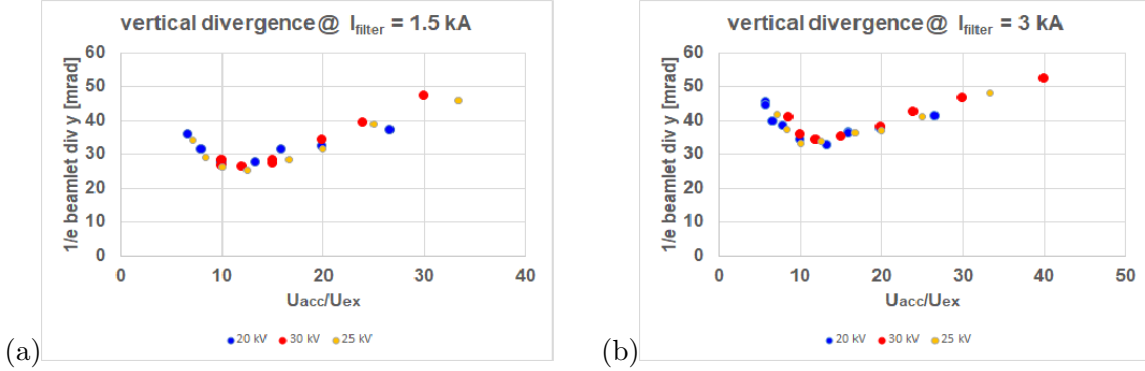 (a)
vertical divergence @ Ifilter = 1.5 kA
1/e beamlet div y [mrad]
60
50
40
30
20
10
0
0 10 20 30 40
Uacc/Uex
20 kV 30 kV 25 kV
(b)
vertical divergence @ Ifilter = 3 kA
1/e beamlet div y [mrad]
60
50
40
30
20
10
0
0 10 20 30 40 50
Uacc/Uex
20 kV 30 kV 25 kV